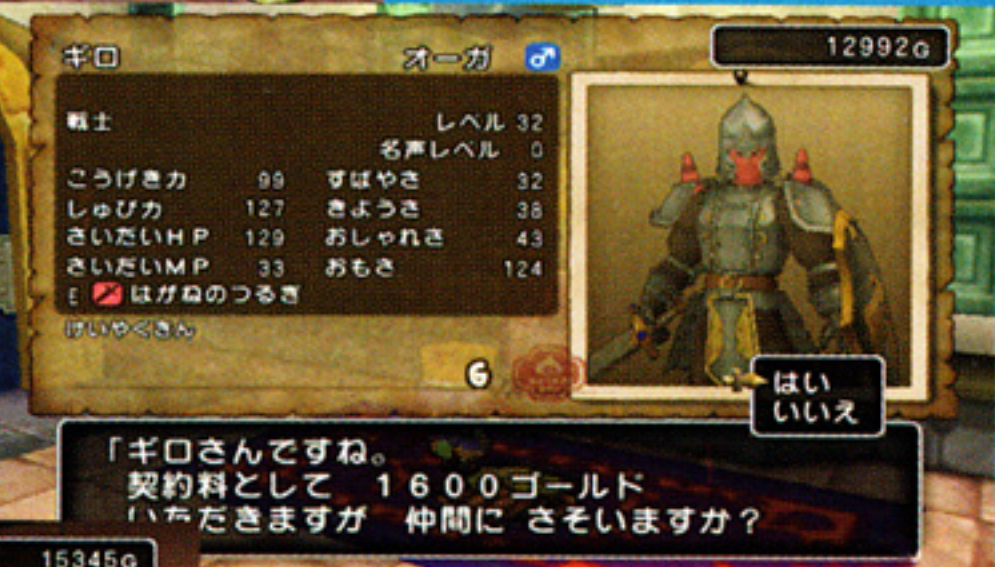 ギロ オーガ ♂
12992G
戦士 レベル 32
名声レベル 0
こうげき力 99 すばやさ 32
しゅび力 127 きようさ 38
さいだいHP 129 おしゃれさ 43
さいだいMP 33 おもさ 124
E はがねのつるぎ
けいやくきん
G
はい
いいえ
「ギロさんですね。
契約料として 1600ゴールド
いただきますが 仲間に さそいますか？
15345G